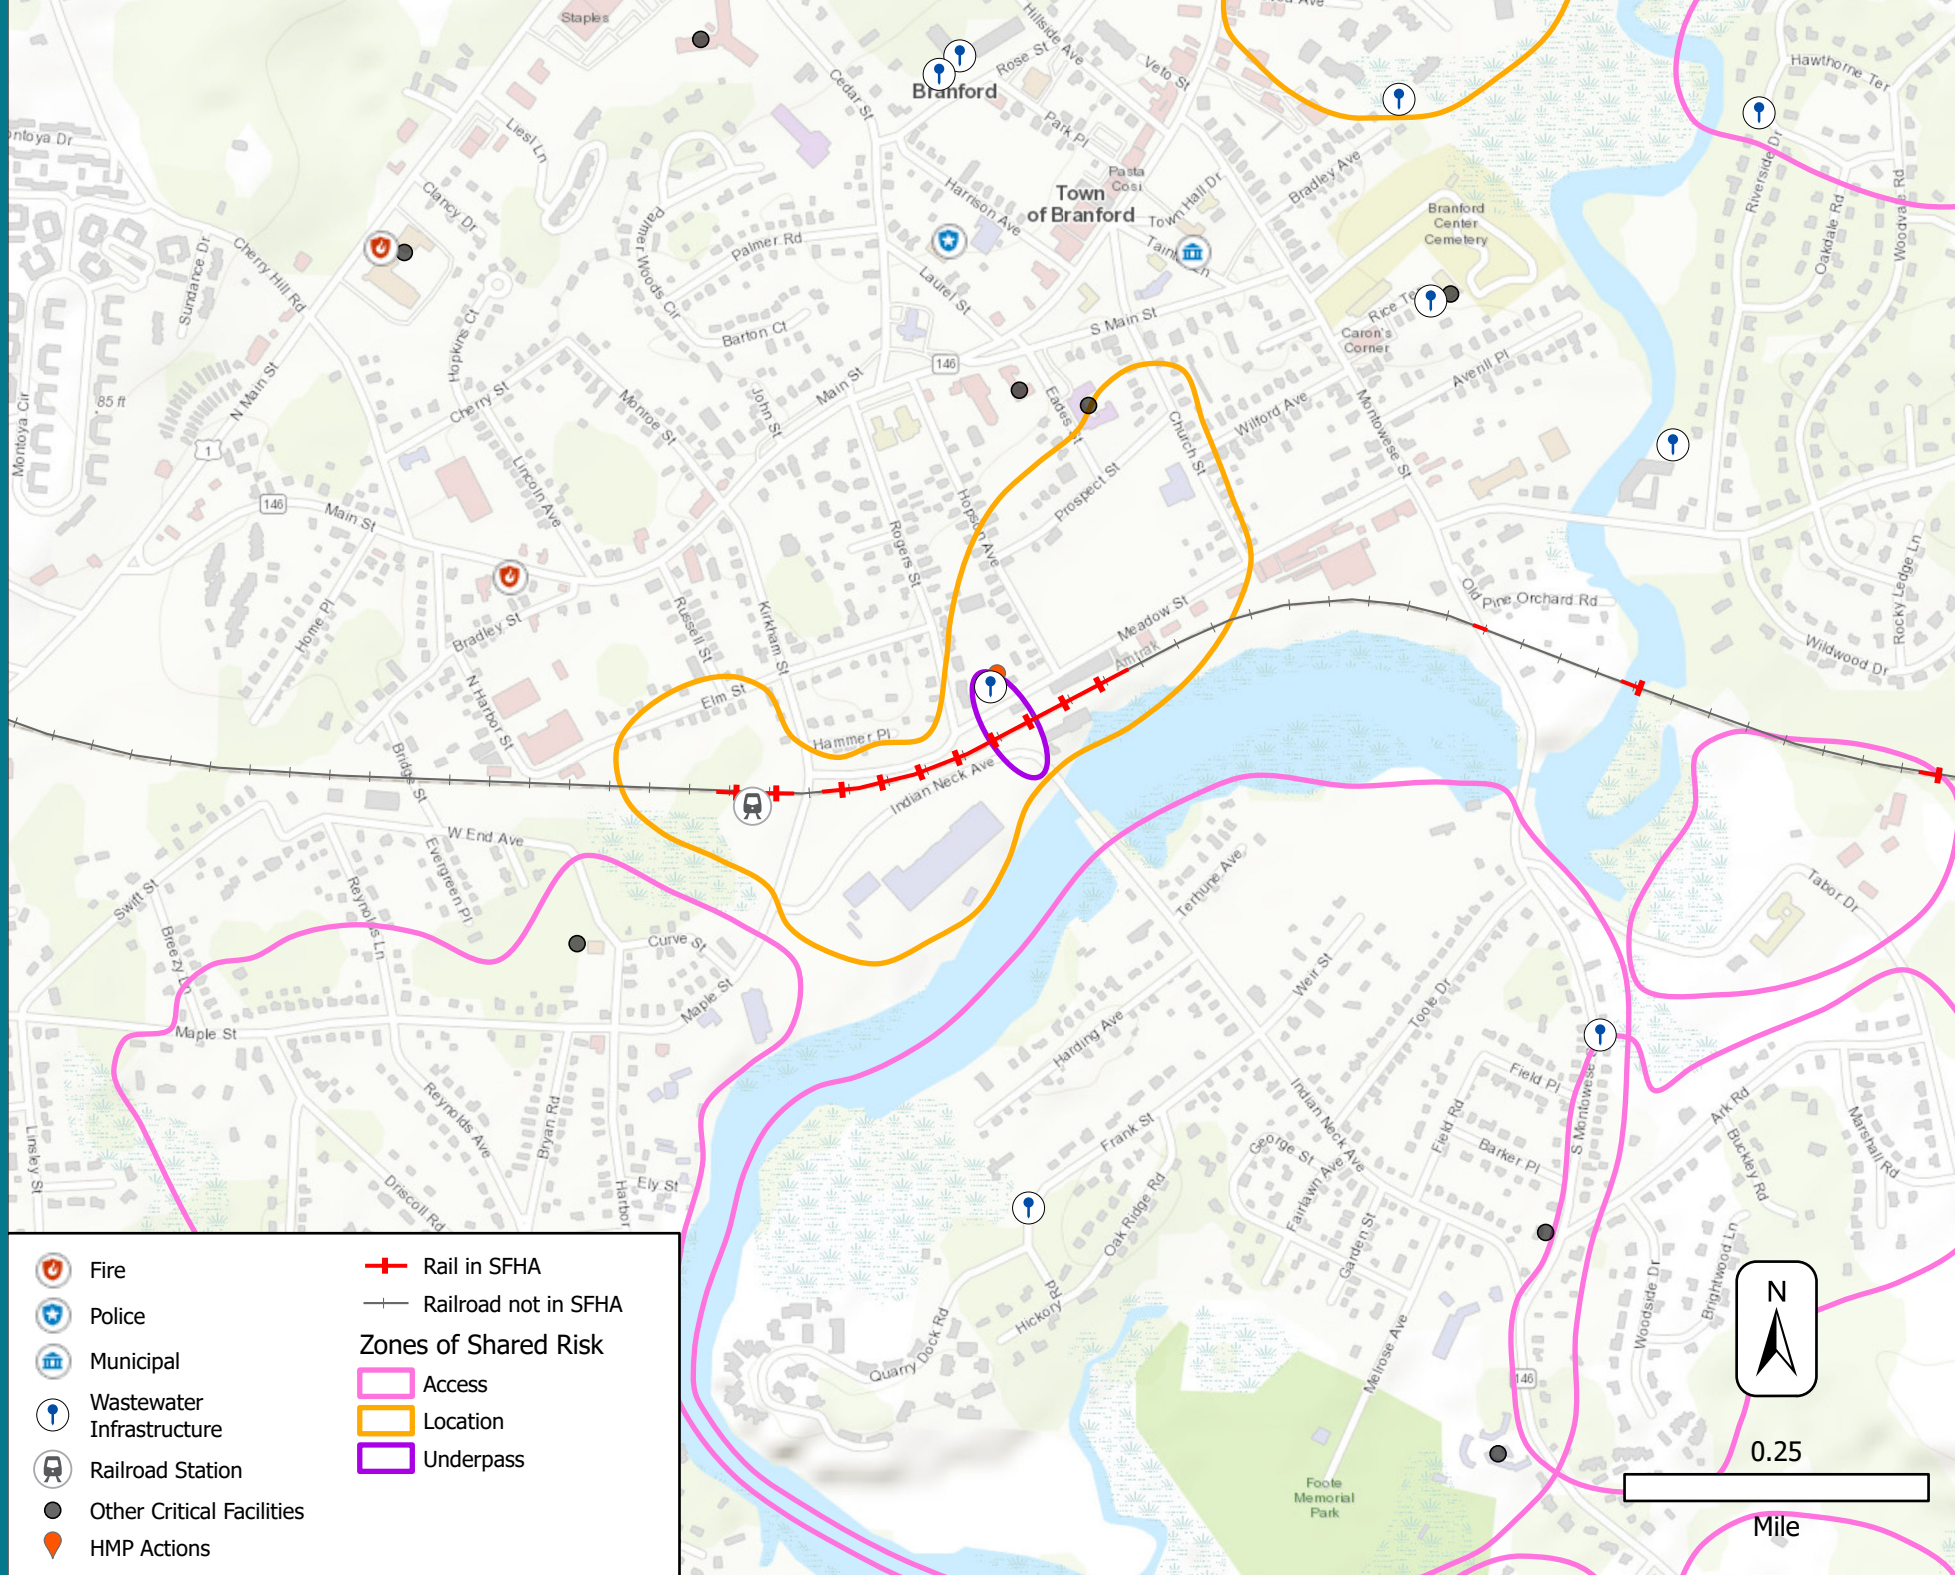 Staples
Hillside Ave
Rose St
Veto St
Hawthorne Ter
Cedar St
Branford
Park Pl
Liesl Ln
Riverside Dr
Bradley Ave
Pasta
Cosi
Town
of Branford
Town Hall Dr
Harrison Ave
Clancy Dr
Palmer Rd
Palmer Woods Cir
Branford
Center
Cemetery
Oakdale Rd
Woodvale Rd
Sundance Dr
Cherry Hill Rd
Laurel St
Barton Ct
S Main St
Caron's
Corner
Hopkins Ct
146
Averill Pl
85 ft
Montoya Cir
N Main St
Cherry St
Monroe St
John St
Main St
Eades St
Church St
Wilford Ave
Montowese St
1
146
Main St
Lincoln Ave
Rogers St
Hopson Ave
Prospect St
Rocky Ledge Ln
Old Pine Orchard Rd
Meadow St
Amtrak
Home Pl
Bradley St
Russell St
Kirkham St
Wildwood Dr
N Harbor St
Elm St
Hammer Pl
Indian Neck Ave
Bridge St
W End Ave
Evergreen Pl
Swift St
Reynolds Ln
Breezy Ln
Curve St
Maple St
Maple St
Terhune Ave
Tabor Dr
Weir St
Toole Dr
Harding Ave
Reynolds Ave
Bryan Rd
Linsley St
Driscoll Rd
Ely St
Harbor
Frank St
Indian Neck Ave
Field Pl
Field Rd
Barker Pl
S Montowese
Ark Rd
Buckley Rd
Marshall Rd
George St
Fairlawn Ave
Garden St
Oak Ridge Rd
Hickory Rd
Quarry Dock Rd
Melrose Ave
Woodside Dr
Brightwood Ln
146
Foote
Memorial
Park
Fire
Police
Municipal
Wastewater
Infrastructure
Railroad Station
Other Critical Facilities
HMP Actions
Rail in SFHA
Railroad not in SFHA
Zones of Shared Risk
Access
Location
Underpass
N
0.25
Mile